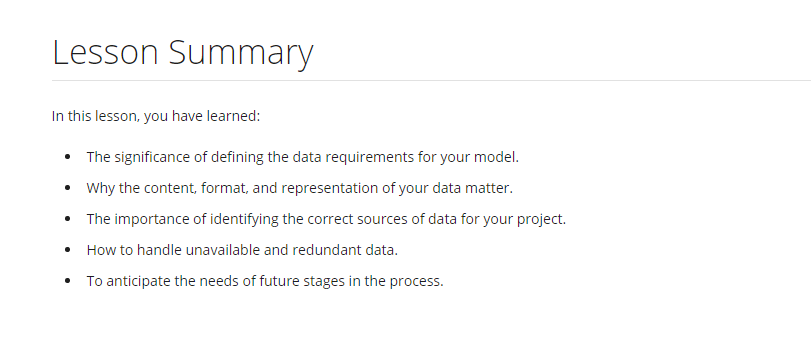 Lesson Summary
In this lesson, you have learned:
• The significance of defining the data requirements for your model.
• Why the content, format, and representation of your data matter.
• The importance of identifying the correct sources of data for your project.
• How to handle unavailable and redundant data.
• To anticipate the needs of future stages in the process.